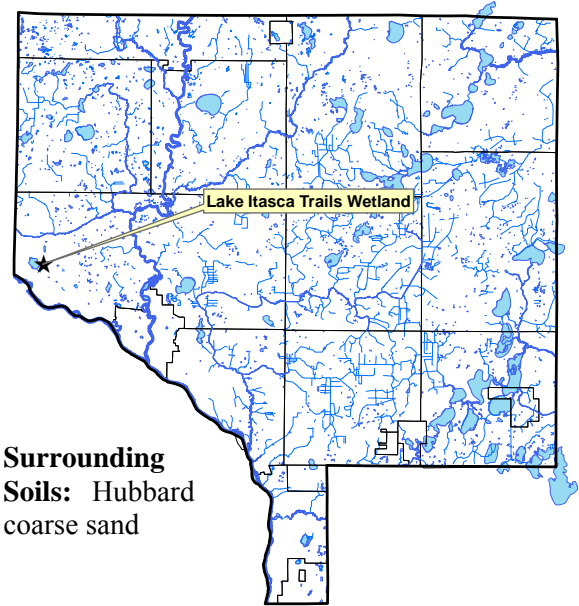 Lake Itasca Trails Wetland
Surrounding
Soils: Hubbard
coarse sand